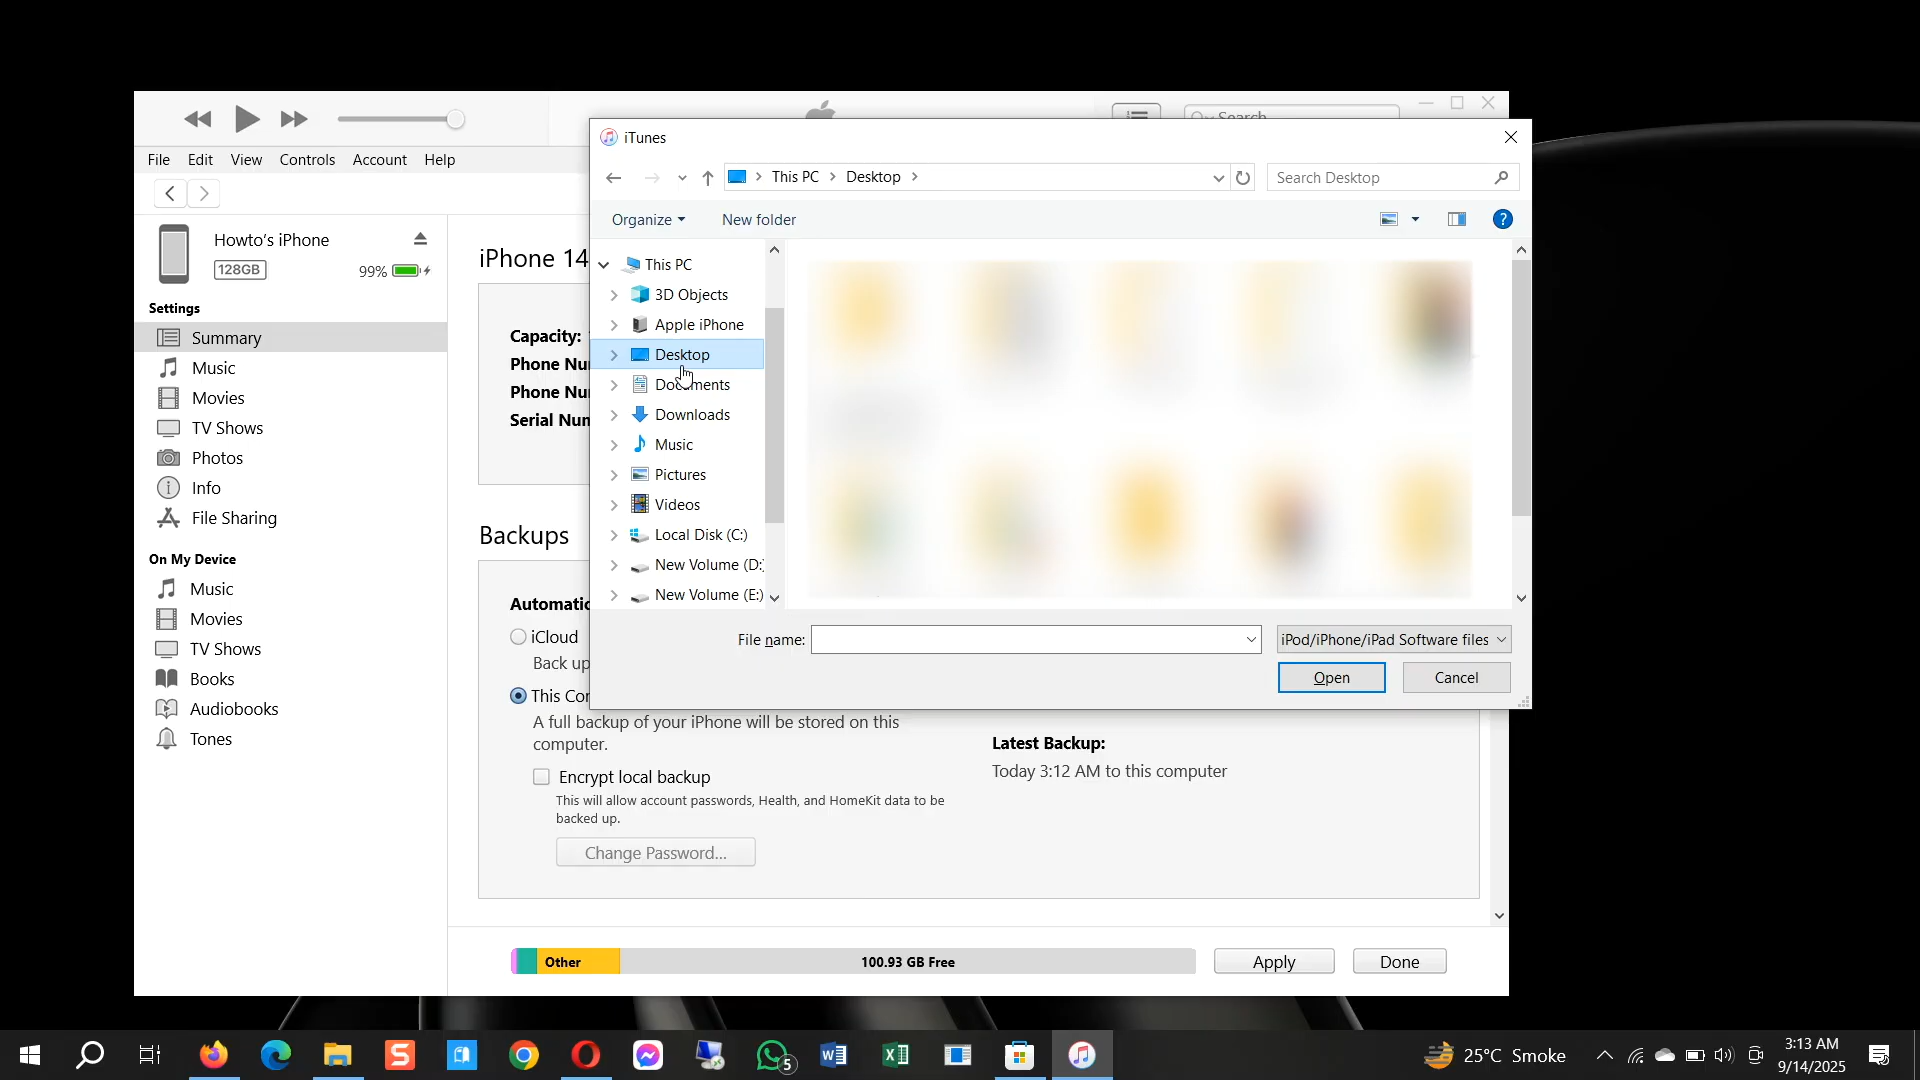 Search
iTunes
File Edit View Controls Account Help
This PC Desktop
Search Desktop
Organize
New folder
Howto's iPhone
128GB
99%
Settings
Summary
Music
Movies
TV Shows
Photos
Info
File Sharing
On My Device
Music
Movies
TV Shows
Books
Audiobooks
Tones
iPhone 14
Capacity:
Phone Nu
Phone Nu
Serial Num
Backups
Automatic
iCloud
Back up
This Com
A full backup of your iPhone will be stored on this
computer.
Encrypt local backup
This will allow account passwords, Health, and HomeKit data to be
backed up.
Change Password...
Latest Backup:
Today 3:12 AM to this computer
This PC
3D Objects
Apple iPhone
Desktop
Documents
Downloads
Music
Pictures
Videos
Local Disk (C:)
New Volume (D:)
New Volume (E:)
File name:
iPod/iPhone/iPad Software files
Open
Cancel
Other
100.93 GB Free
Apply
Done
5
25°C Smoke
3:13 AM
9/14/2025